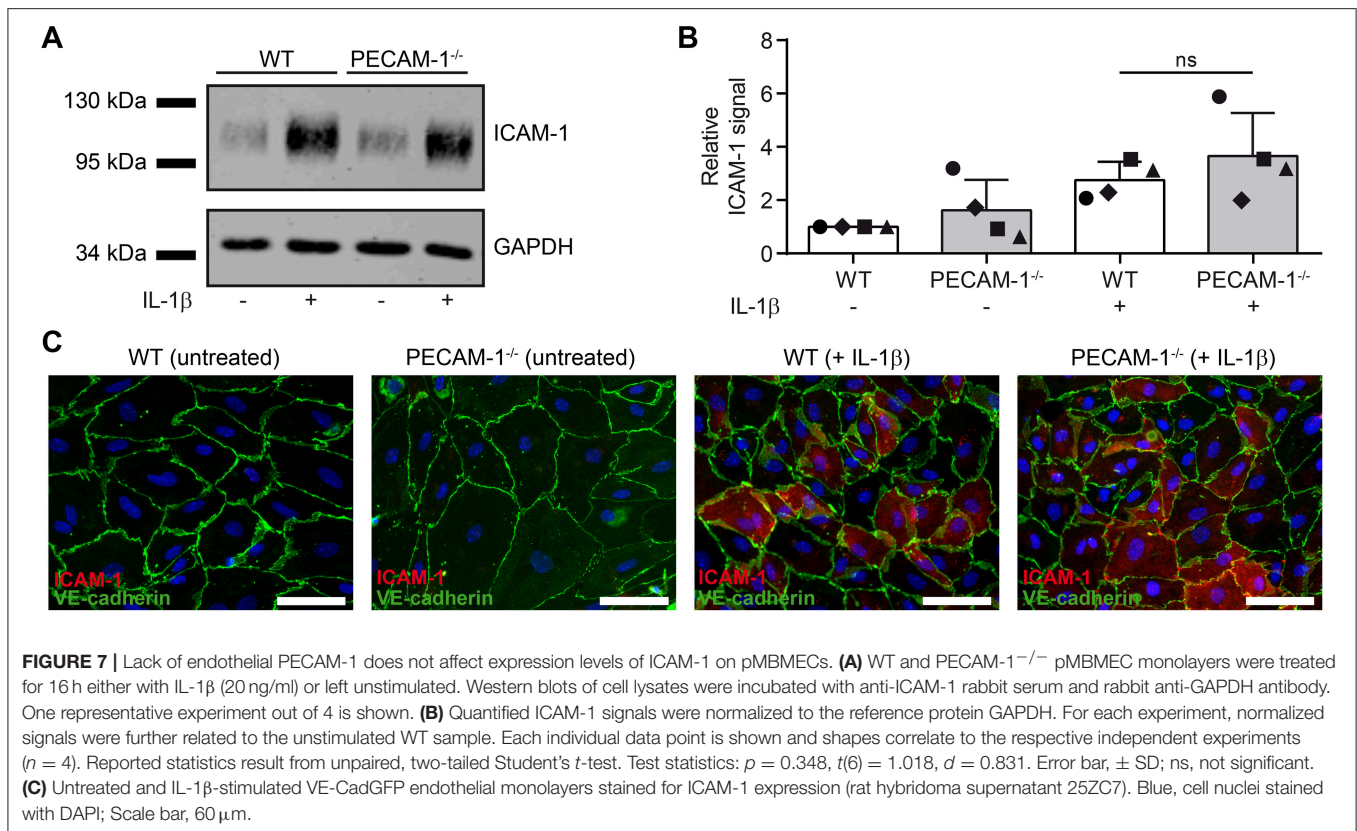 A
WT PECAM-1-/-
130 kDa
ICAM-1
95 kDa
GAPDH
34 kDa
IL-1β - + - +
B
8
6
4
2
0
Relative
ICAM-1 signal
ns
WT PECAM-1-/- WT PECAM-1-/-
IL-1β - - + +
C
WT (untreated) PECAM-1-/- (untreated) WT (+ IL-1β) PECAM-1-/- (+ IL-1β)
ICAM-1 ICAM-1 ICAM-1 ICAM-1
VE-cadherin VE-cadherin VE-cadherin VE-cadherin
FIGURE 7 | Lack of endothelial PECAM-1 does not affect expression levels of ICAM-1 on pMBMECs. (A) WT and PECAM-1−/− pMBMEC monolayers were treated
for 16 h either with IL-1β (20 ng/ml) or left unstimulated. Western blots of cell lysates were incubated with anti-ICAM-1 rabbit serum and rabbit anti-GAPDH antibody.
One representative experiment out of 4 is shown. (B) Quantified ICAM-1 signals were normalized to the reference protein GAPDH. For each experiment, normalized
signals were further related to the unstimulated WT sample. Each individual data point is shown and shapes correlate to the respective independent experiments
(n = 4). Reported statistics result from unpaired, two-tailed Student's t-test. Test statistics: p = 0.348, t(6) = 1.018, d = 0.831. Error bar, ± SD; ns, not significant.
(C) Untreated and IL-1β-stimulated VE-CadGFP endothelial monolayers stained for ICAM-1 expression (rat hybridoma supernatant 25ZC7). Blue, cell nuclei stained
with DAPI; Scale bar, 60 μm.